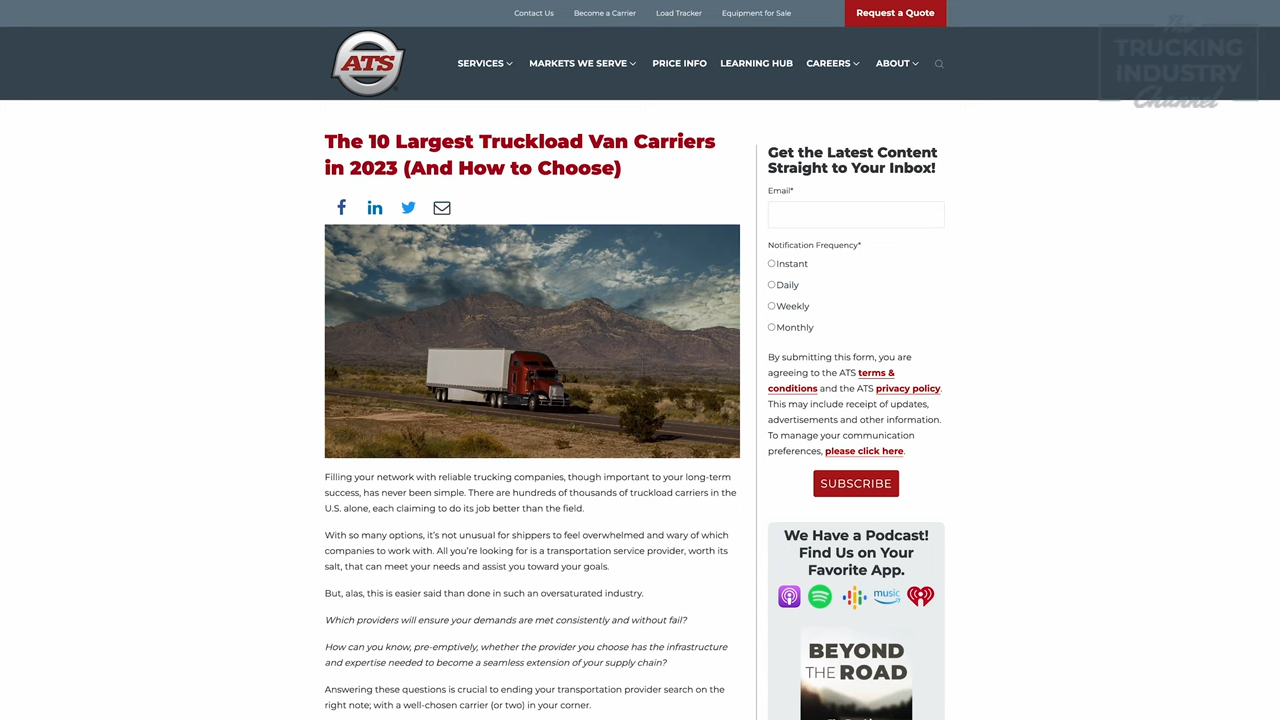 Contact Us Become a Carrier Load Tracker Equipment for Sale Request a Quote
ATS
SERVICES MARKETS WE SERVE PRICE INFO LEARNING HUB CAREERS ABOUT
The
TRUCKING
INDUSTRY
Channel
The 10 Largest Truckload Van Carriers
in 2023 (And How to Choose)
Filling your network with reliable trucking companies, though important to your long-term
success, has never been simple. There are hundreds of thousands of truckload carriers in the
U.S. alone, each claiming to do its job better than the field.
With so many options, it's not unusual for shippers to feel overwhelmed and wary of which
companies to work with. All you're looking for is a transportation service provider, worth its
salt, that can meet your needs and assist you toward your goals.
But, alas, this is easier said than done in such an oversaturated industry.
Which providers will ensure your demands are met consistently and without fail?
How can you know, pre-emptively, whether the provider you choose has the infrastructure
and expertise needed to become a seamless extension of your supply chain?
Answering these questions is crucial to ending your transportation provider search on the
right note; with a well-chosen carrier (or two) in your corner.
Get the Latest Content
Straight to Your Inbox!
Email*
Notification Frequency*
Instant
Daily
Weekly
Monthly
By submitting this form, you are
agreeing to the ATS terms &
conditions and the ATS privacy policy.
This may include receipt of updates,
advertisements and other information.
To manage your communication
preferences, please click here.
SUBSCRIBE
We Have a Podcast!
Find Us on Your
Favorite App.
music
BEYOND
THE ROAD